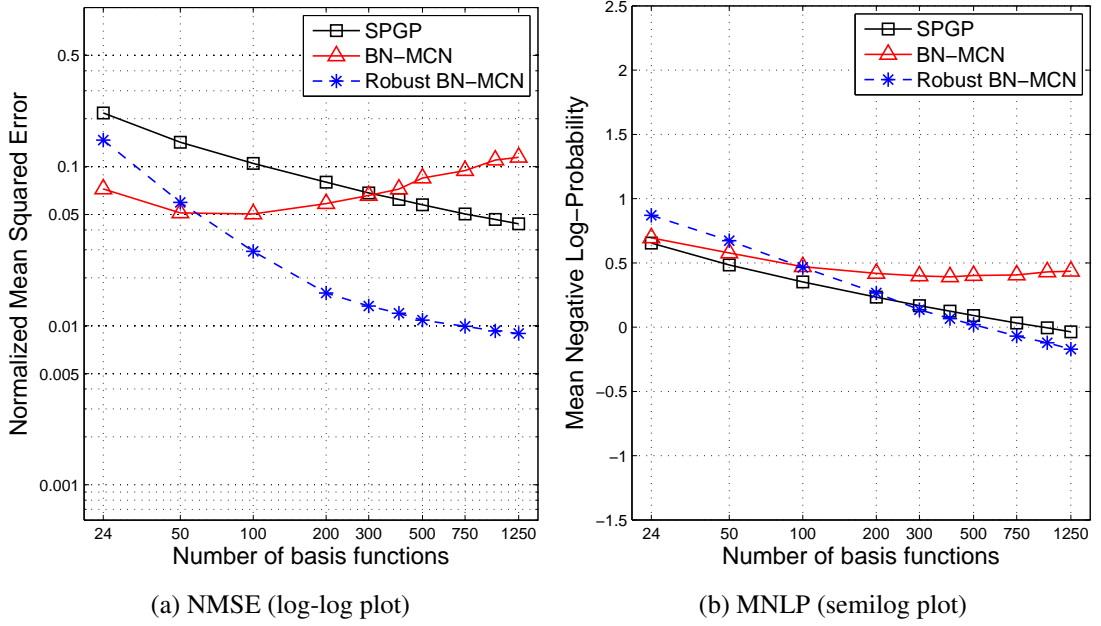 SPGP
BN−MCN
Robust BN−MCN
0.5
0.1
0.05
0.01
0.005
0.001
Normalized Mean Squared Error
24 50 100 200 300 500 750 1250
Number of basis functions
(a) NMSE (log-log plot)
SPGP
BN−MCN
Robust BN−MCN
2.5
2
1.5
1
0.5
0
−0.5
−1
−1.5
Mean Negative Log−Probability
24 50 100 200 300 500 750 1250
Number of basis functions
(b) MNLP (semilog plot)